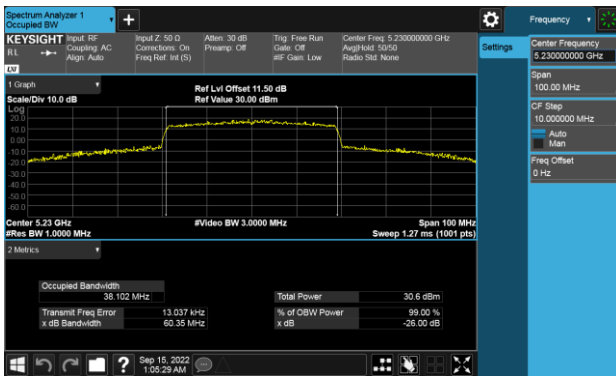 Spectrum Analyzer 1
Occupied BW
Frequency
KEYSIGHT
Input: RF
Coupling: AC
Align: Auto
Input Z: 50 Ω
Corrections: On
Freq Ref: Int (S)
Atten: 30 dB
Preamp: Off
Trig: Free Run
Gate: Off
#IF Gain: Low
Center Freq: 5.230000000 GHz
Avg|Hold: 50/50
Radio Std: None
RL
LXI
Settings
Center Frequency
5.230000000 GHz
Span
100.00 MHz
CF Step
10.000000 MHz
Auto
Man
Freq Offset
0 Hz
1 Graph
Scale/Div 10.0 dB
Ref Lvl Offset 11.50 dB
Ref Value 30.00 dBm
Log
20.0
10.0
0.00
-10.0
-20.0
-30.0
-40.0
-50.0
-60.0
Center 5.23 GHz
#Res BW 1.0000 MHz
#Video BW 3.0000 MHz
Span 100 MHz
Sweep 1.27 ms (1001 pts)
2 Metrics
Occupied Bandwidth
38.102 MHz
Total Power 30.6 dBm
Transmit Freq Error 13.037 kHz
% of OBW Power 99.00 %
x dB Bandwidth 60.35 MHz
x dB -26.00 dB
?
Sep 15, 2022
1:05:29 AM